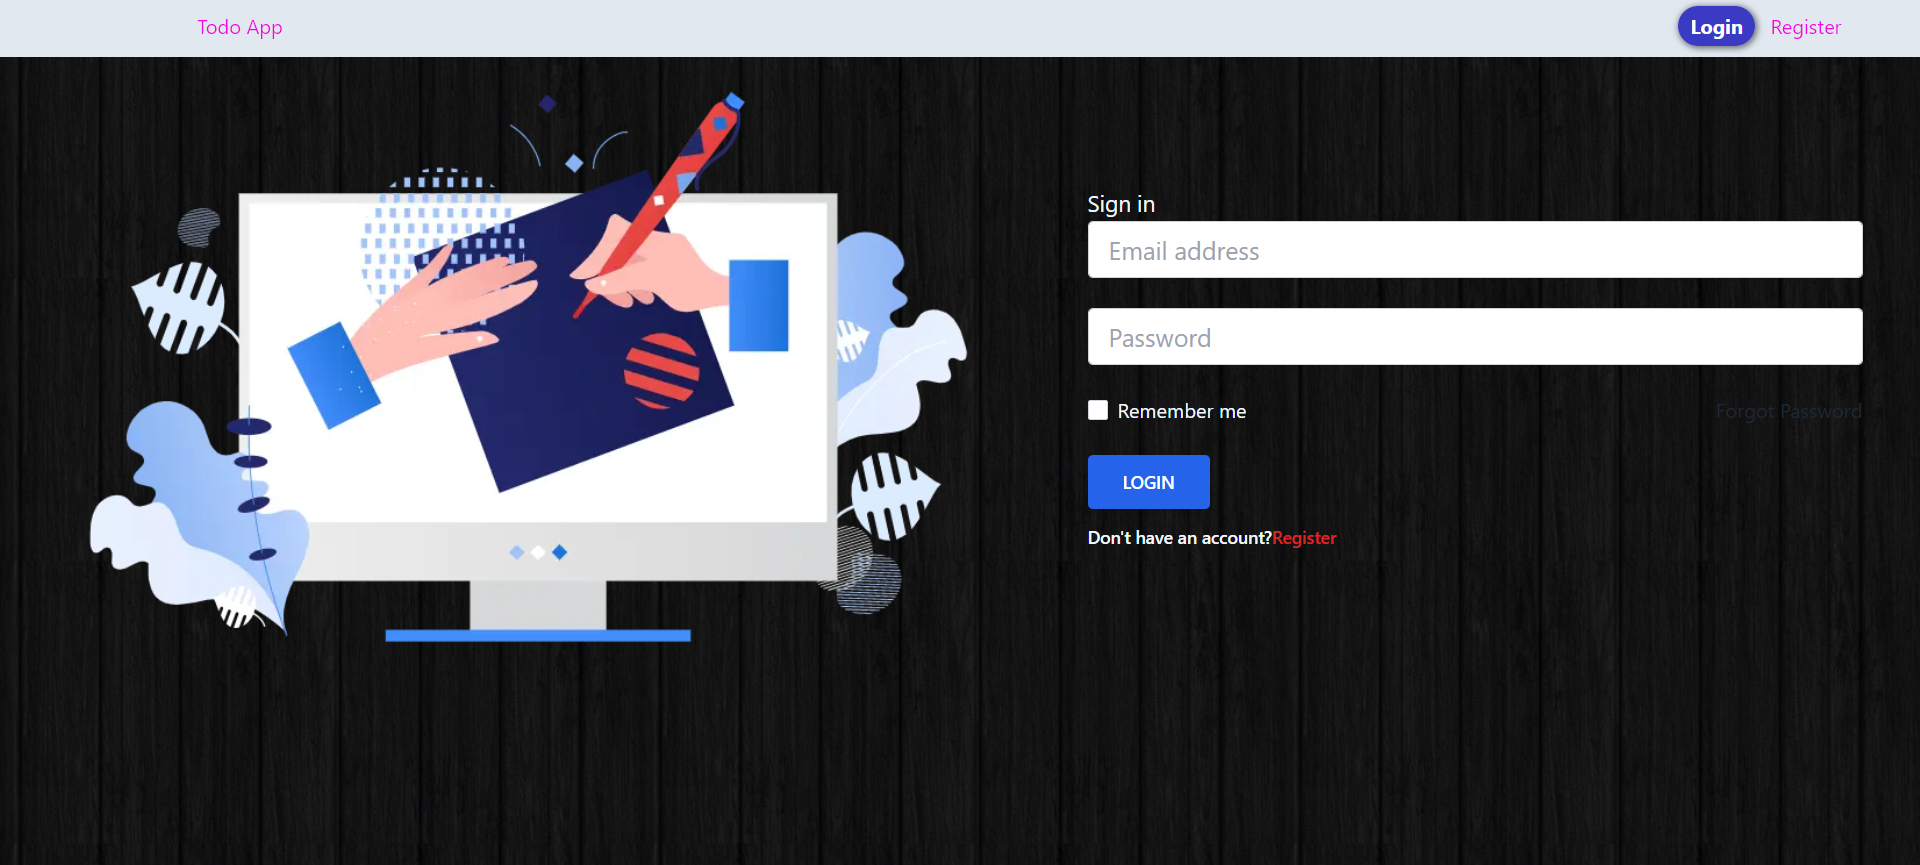 Todo App
Login Register
Sign in
Email address
Password
Remember me Forgot Password
LOGIN
Don't have an account?Register